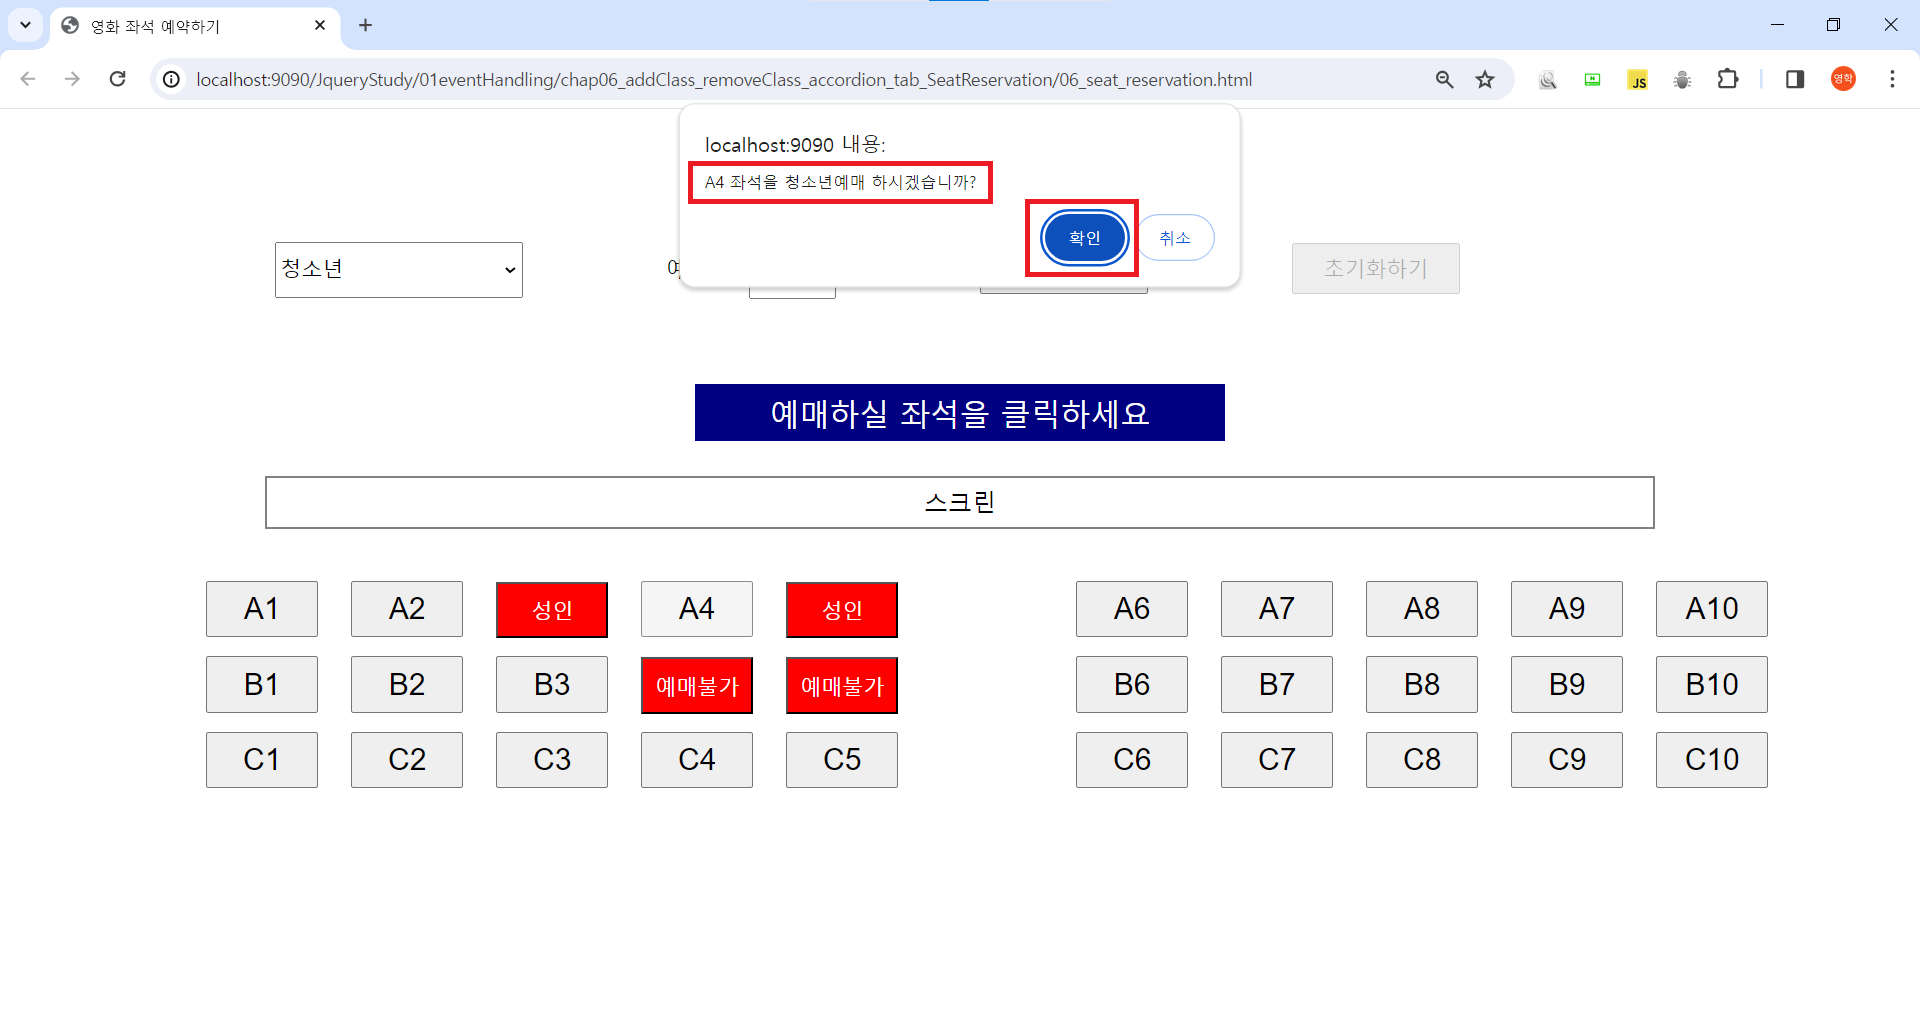 영화 좌석 예약하기
localhost:9090/JqueryStudy/01eventHandling/chap06_addClass_removeClass_accordion_tab_SeatReservation/06_seat_reservation.html
JS
영학
localhost:9090 내용:
A4 좌석을 청소년예매 하시겠습니까?
확인 취소
청소년 초기화하기
예매하실 좌석을 클릭하세요
스크린
A1 A2 성인 A4 성인 A6 A7 A8 A9 A10
B1 B2 B3 예매불가 예매불가 B6 B7 B8 B9 B10
C1 C2 C3 C4 C5 C6 C7 C8 C9 C10